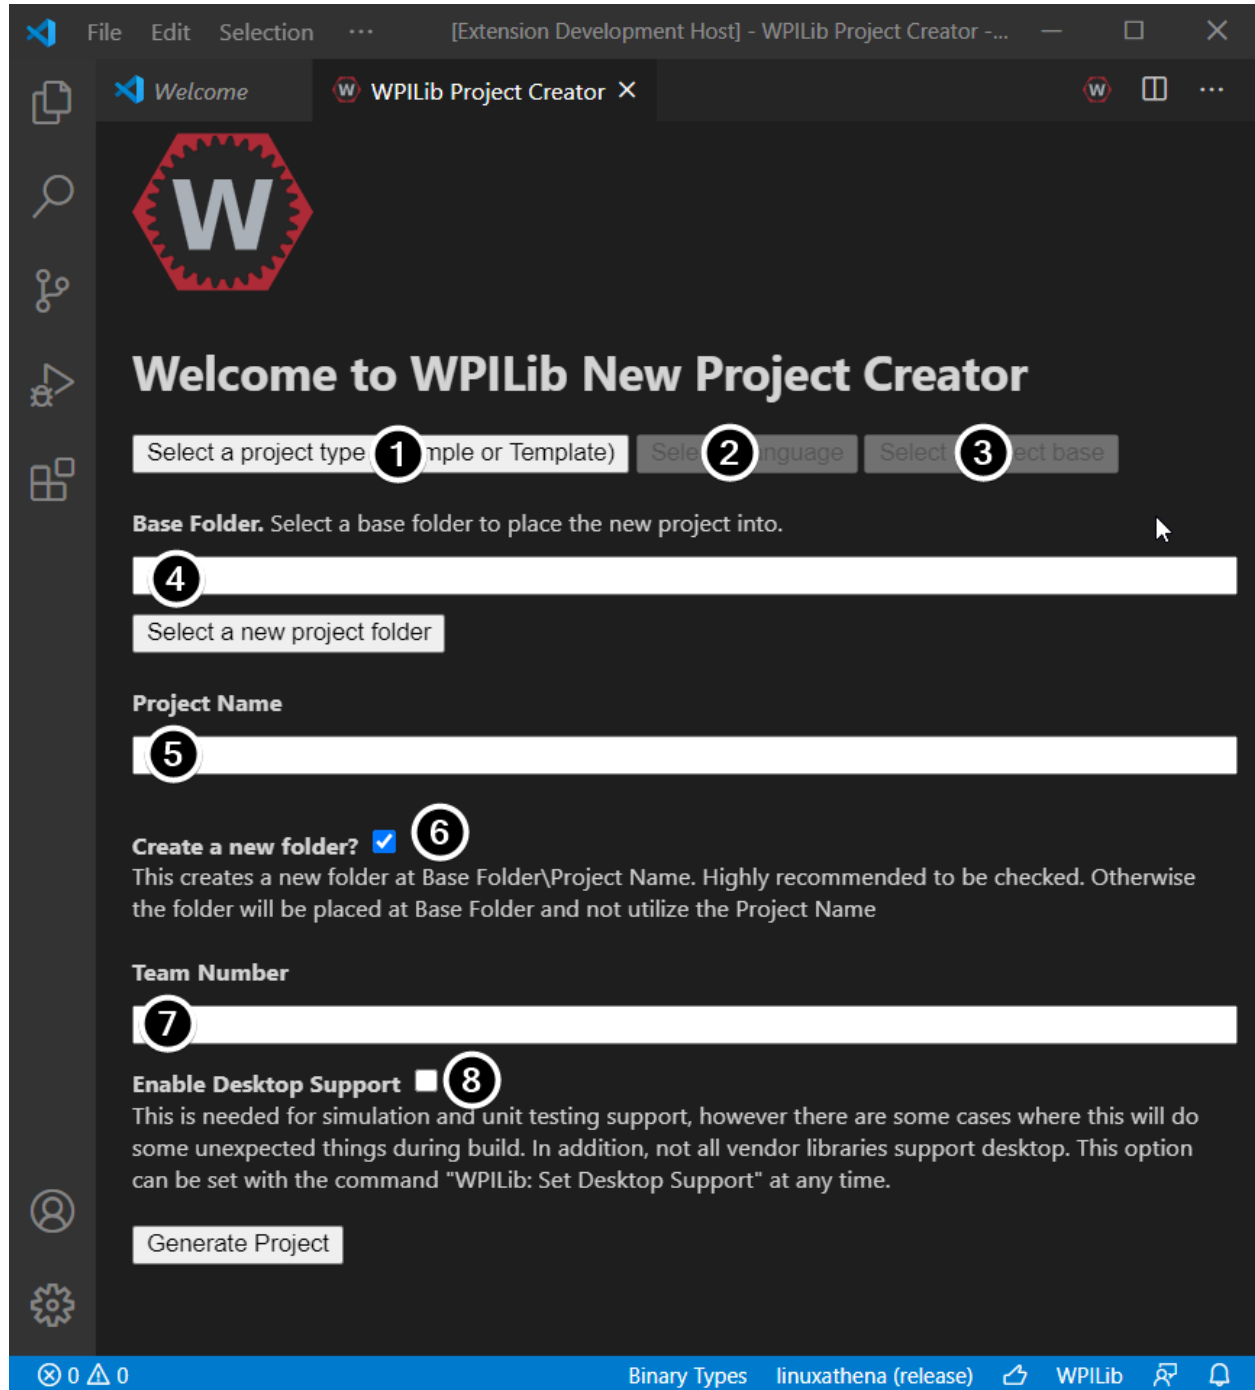 File Edit Selection ··· [Extension Development Host] - WPILib Project Creator -...
Welcome WPILib Project Creator
W
Welcome to WPILib New Project Creator
Select a project type 1 mple or Template) Sele 2 nguage Select 3 ect base
Base Folder. Select a base folder to place the new project into.
4
Select a new project folder
Project Name
5
Create a new folder? 6
This creates a new folder at Base Folder\Project Name. Highly recommended to be checked. Otherwise
the folder will be placed at Base Folder and not utilize the Project Name
Team Number
7
Enable Desktop Support 8
This is needed for simulation and unit testing support, however there are some cases where this will do
some unexpected things during build. In addition, not all vendor libraries support desktop. This option
can be set with the command "WPILib: Set Desktop Support" at any time.
Generate Project
0 0 Binary Types linuxathena (release) WPILib